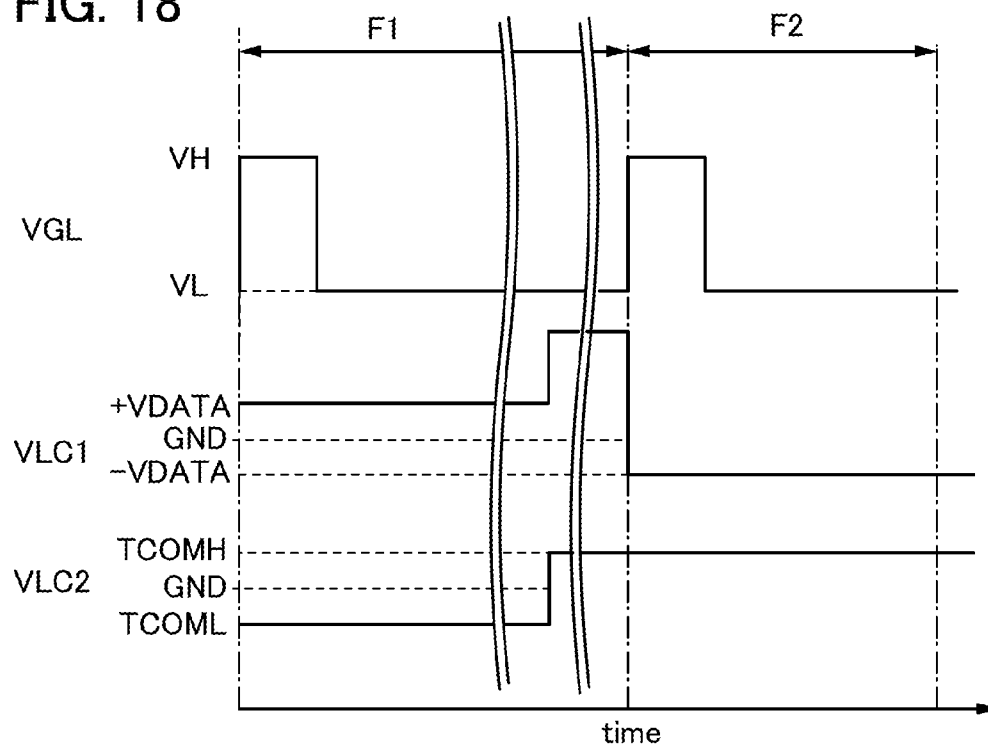 FIG. 18
F1
F2
VH
VGL
VL
+VDATA
GND
VLC1
-VDATA
TCOMH
VLC2
GND
TCOML
time